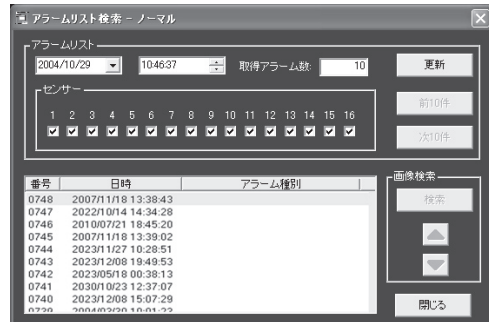 アラームリスト検索 - ノーマル
アラームリスト
2004/10/29 10:46:37 取得アラーム数: 10 更新
センサー
前10件
1 2 3 4 5 6 7 8 9 10 11 12 13 14 15 16
次10件
画像検索
番号 日時 アラーム種別
検索
0748 2007/11/18 13:38:43
0747 2022/10/14 14:34:28
0746 2010/07/21 18:45:20
0745 2007/11/18 13:39:02
0744 2023/11/27 10:28:51
0743 2023/12/08 19:49:53
0742 2023/05/18 00:38:13
0741 2030/10/23 12:37:07
0740 2023/12/08 15:07:29
0739 2004/03/30 10:01:23
閉じる